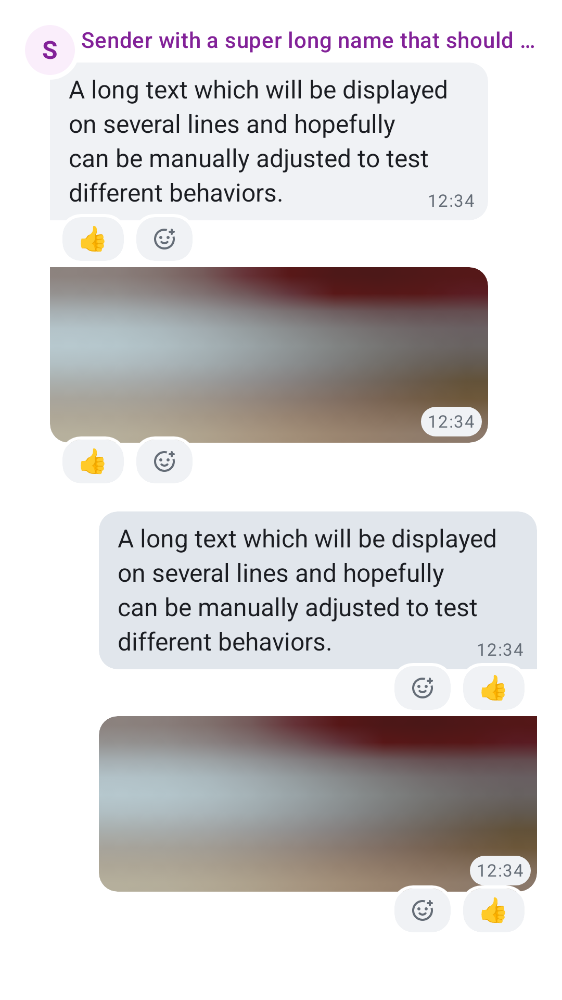 S
Sender with a super long name that should ...
A long text which will be displayed
on several lines and hopefully
can be manually adjusted to test
different behaviors.
12:34
👍
12:34
👍
A long text which will be displayed
on several lines and hopefully
can be manually adjusted to test
different behaviors.
12:34
👍
12:34
👍